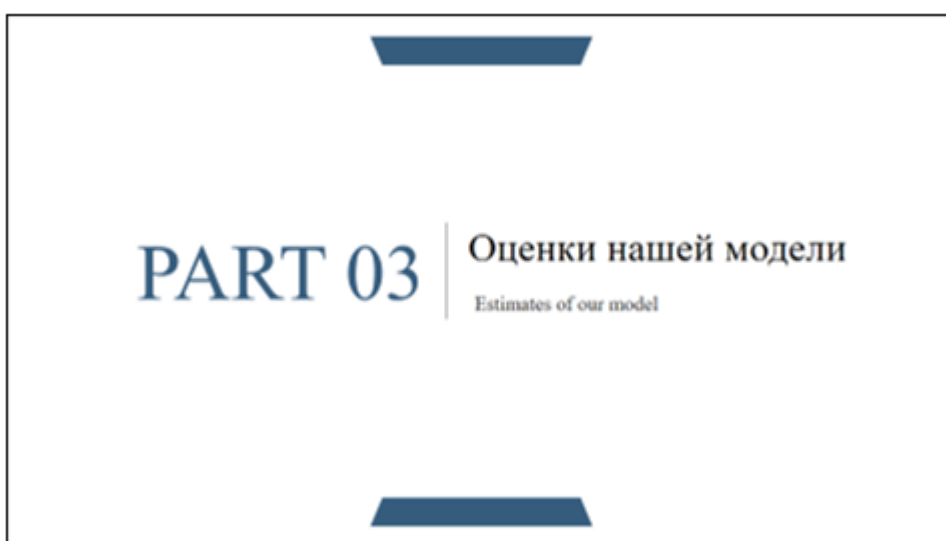 PART 03
Оценки нашей модели
Estimates of our model